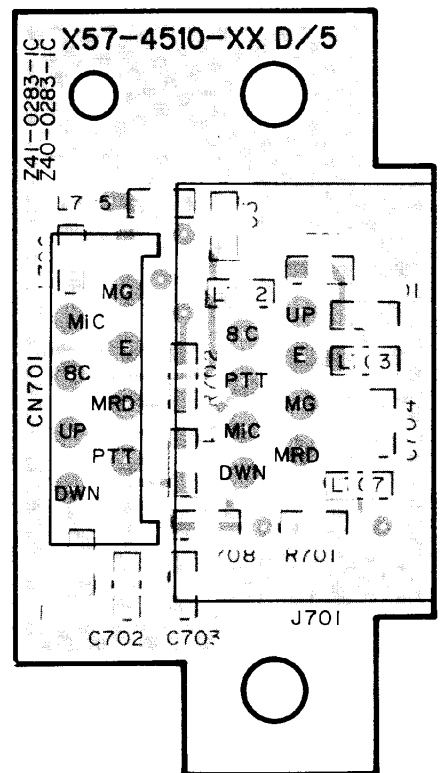 X57-4510-XX D/5
Z41-0283-1C
Z40-0283-1C
MG
MiC
E
8C
MRD
UP
PTT
DWN
CN701
UP
8C
E
PTT
MG
MiC
MRD
DWN
R701
J701
C702
C703